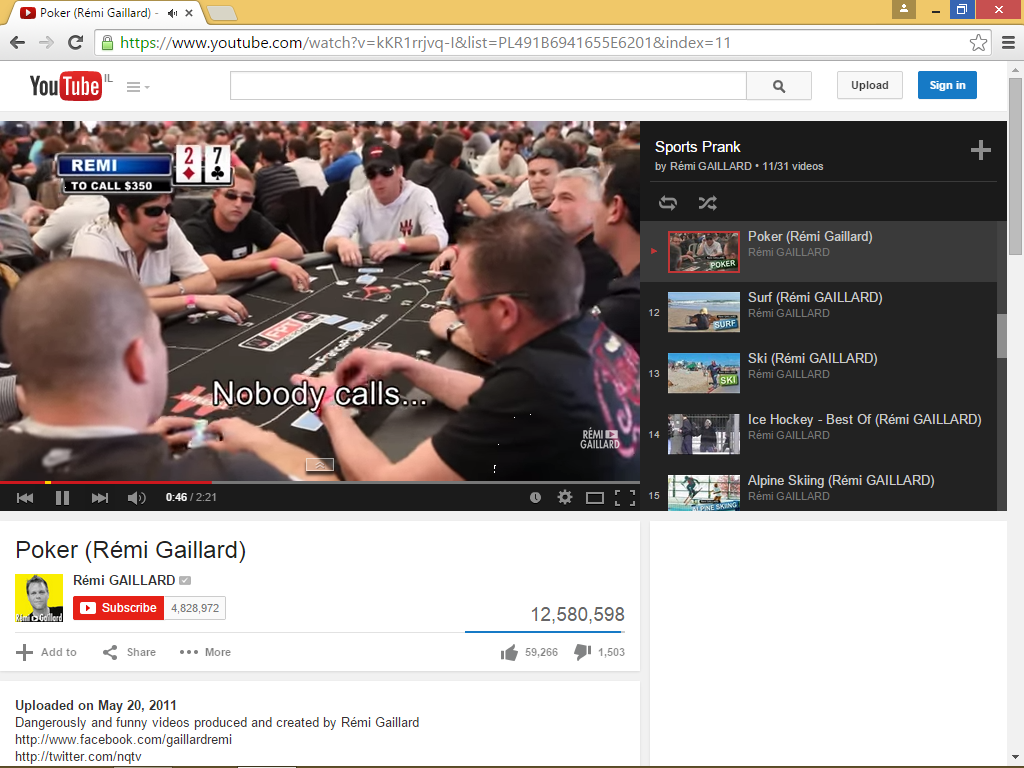 Poker (Rémi Gaillard) -
https://www.youtube.com/watch?v=kKR1rrjvq-I&list=PL491B6941655E6201&index=11
YouTube IL
Upload
Sign in
REMI
2 7
TO CALL $350
Nobody calls...
RÉMI
GAILLARD
0:46 / 2:21
Sports Prank
by Rémi GAILLARD • 11/31 videos
POKER
Poker (Rémi Gaillard)
Rémi GAILLARD
12
SURF
Surf (Rémi GAILLARD)
Rémi GAILLARD
13
SKI
Ski (Rémi GAILLARD)
Rémi GAILLARD
14
Ice Hockey - Best Of (Rémi GAILLARD)
Rémi GAILLARD
15
ALPINE SKIING
Alpine Skiing (Rémi GAILLARD)
Rémi GAILLARD
Poker (Rémi Gaillard)
Rémi GAILLARD
Rémi Gaillard
Subscribe 4,828,972
12,580,598
Add to Share More 59,266 1,503
Uploaded on May 20, 2011
Dangerously and funny videos produced and created by Rémi Gaillard
http://www.facebook.com/gaillardremi
http://twitter.com/nqtv